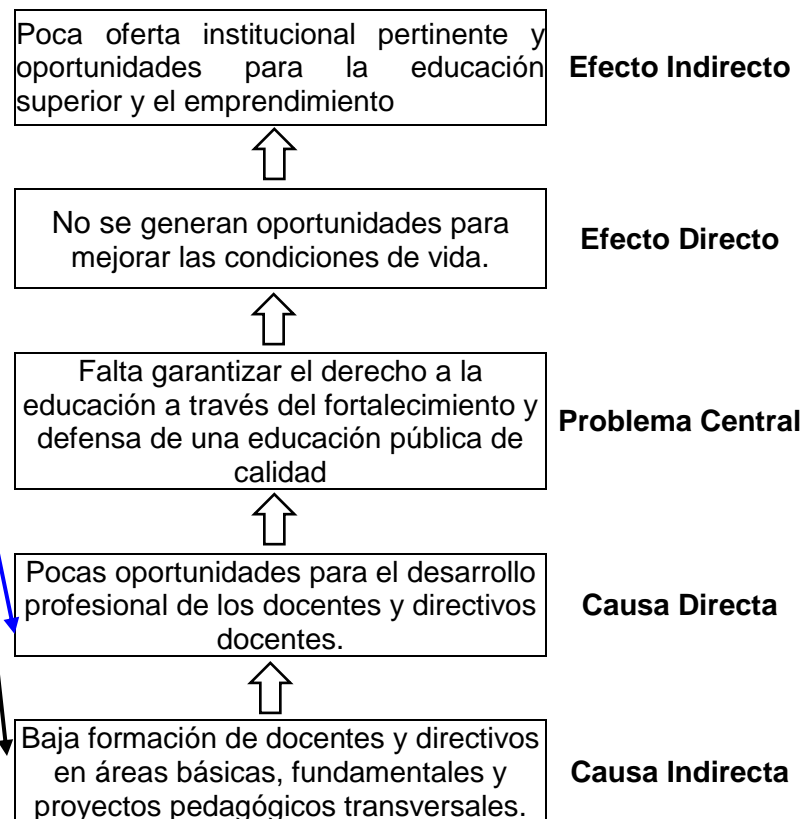 Poca oferta institucional pertinente y
oportunidades para la educación
superior y el emprendimiento
Efecto Indirecto
No se generan oportunidades para
mejorar las condiciones de vida.
Efecto Directo
Falta garantizar el derecho a la
educación a través del fortalecimiento y
defensa de una educación pública de
calidad
Problema Central
Pocas oportunidades para el desarrollo
profesional de los docentes y directivos
docentes.
Causa Directa
Baja formación de docentes y directivos
en áreas básicas, fundamentales y
proyectos pedagógicos transversales.
Causa Indirecta